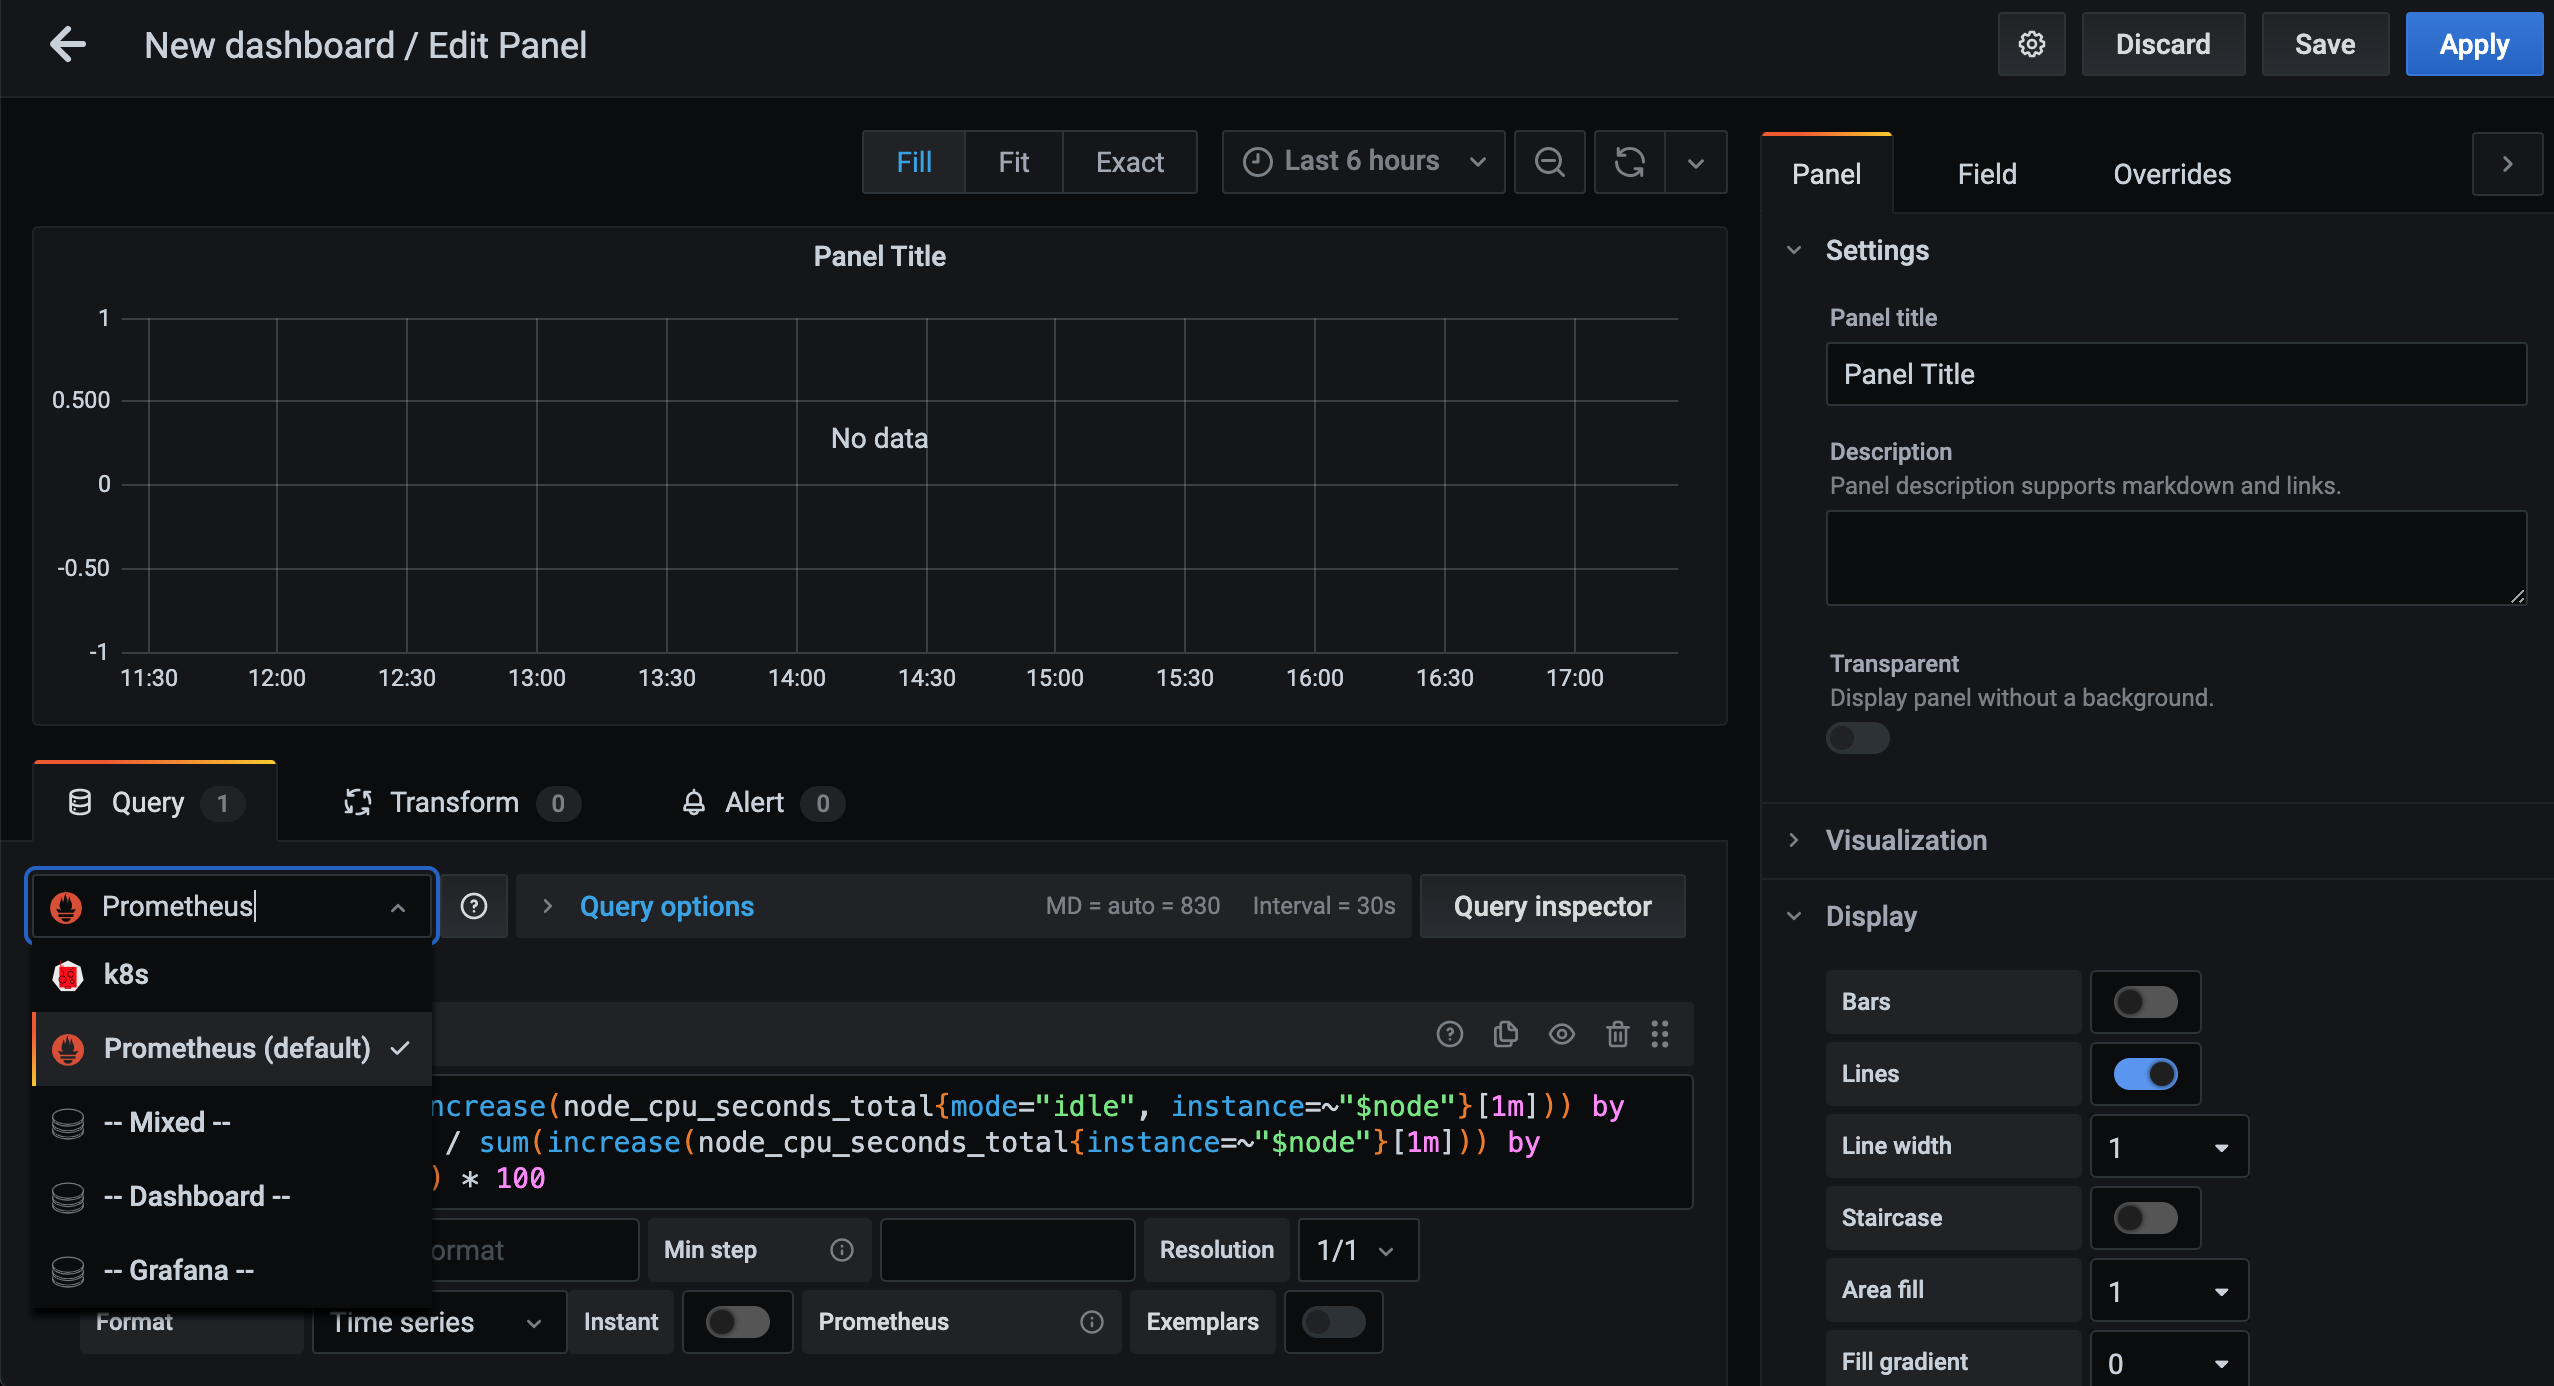 New dashboard / Edit Panel
Discard
Save
Apply
Fill
Fit
Exact
Last 6 hours
Panel
Field
Overrides
Panel Title
1
0.500
0
-0.50
-1
No data
11:30
12:00
12:30
13:00
13:30
14:00
14:30
15:00
15:30
16:00
16:30
17:00
Settings
Panel title
Panel Title
Description
Panel description supports markdown and links.
Transparent
Display panel without a background.
Visualization
Display
Bars
Lines
Line width
1
Staircase
Area fill
1
Fill gradient
0
Query 1
Transform 0
Alert 0
Prometheus
Query options
MD = auto = 830
Interval = 30s
Query inspector
k8s
Prometheus (default)
-- Mixed --
-- Dashboard --
-- Grafana --
ncrease(node_cpu_seconds_total{mode="idle", instance=~"$node"}[1m])) by
/ sum(increase(node_cpu_seconds_total{instance=~"$node"}[1m])) by
) * 100
ormat
Min step
Resolution
1/1
Format
Time series
Instant
Prometheus
Exemplars